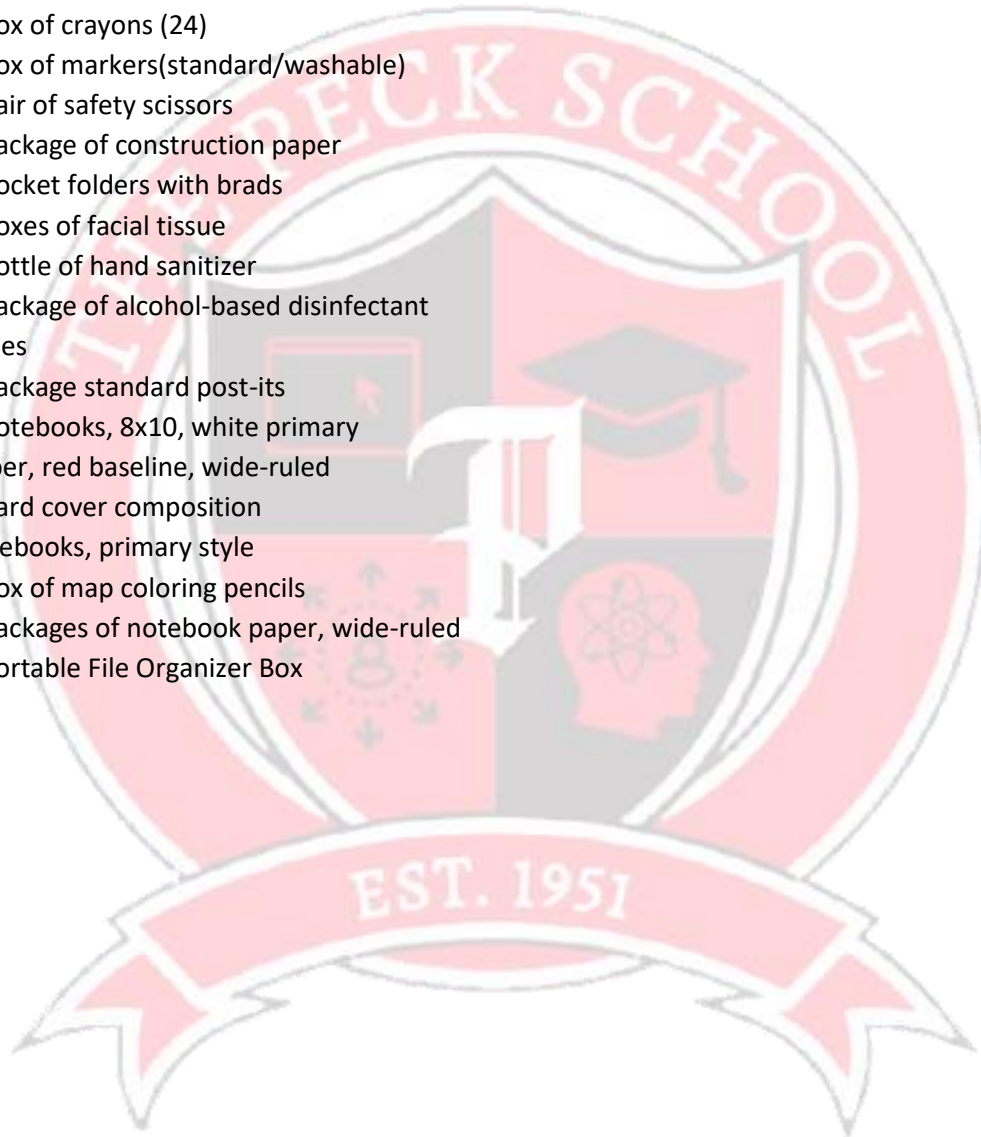 ox of crayons (24)
ox of markers(standard/washable)
air of safety scissors
ackage of construction paper
ocket folders with brads
oxes of facial tissue
ottle of hand sanitizer
ackage of alcohol-based disinfectant
es
ackage standard post-its
otebooks, 8x10, white primary
er, red baseline, wide-ruled
ard cover composition
ebooks, primary style
ox of map coloring pencils
ackages of notebook paper, wide-ruled
ortable File Organizer Box
THE PECK SCHOOL
P
EST. 1951